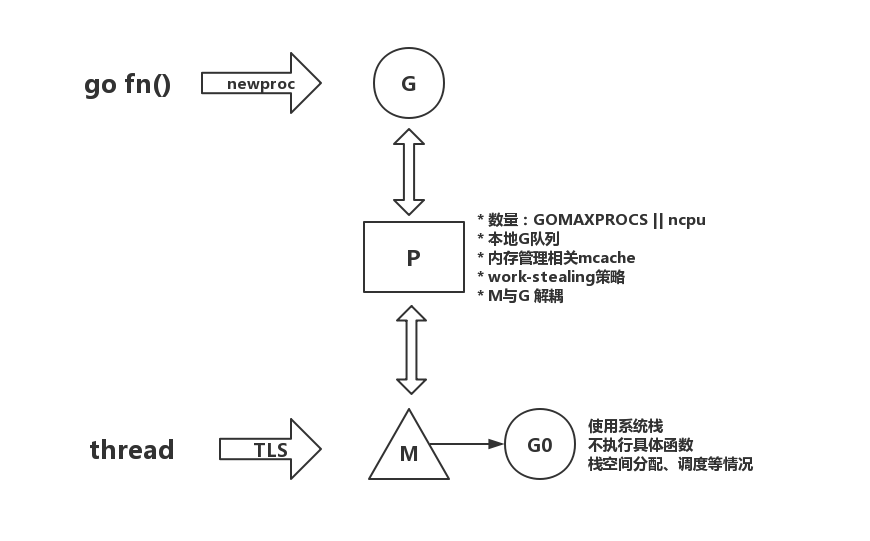 go fn()
newproc
G
P
* 数量：GOMAXPROCS || ncpu
* 本地G队列
* 内存管理相关mcache
* work-stealing策略
* M与G 解耦
thread
TLS
M
G0
使用系统栈
不执行具体函数
栈空间分配、调度等情况